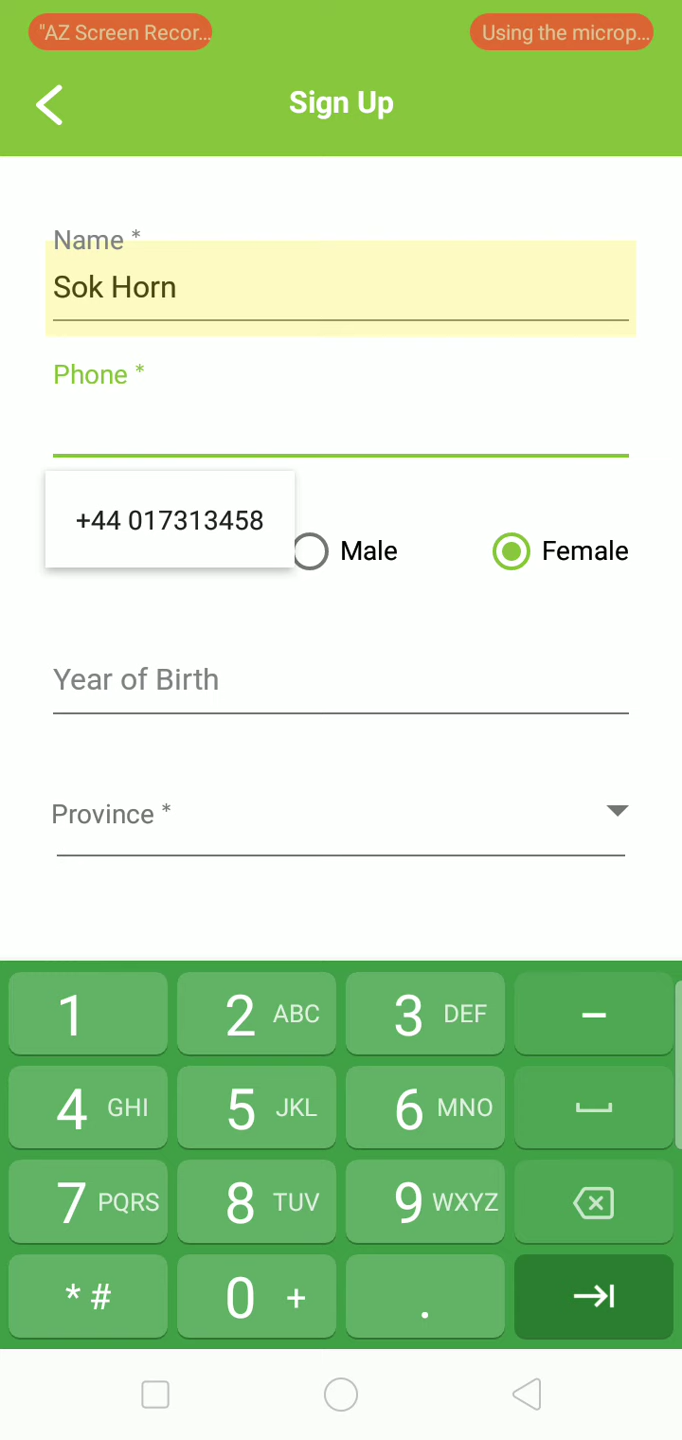 "AZ Screen Recor... Using the microp...
Sign Up
Name *
Sok Horn
Phone *
+44 017313458
Male Female
Year of Birth
Province *
1 2 ABC 3 DEF –
4 GHI 5 JKL 6 MNO
7 PQRS 8 TUV 9 WXYZ
* # 0 + .